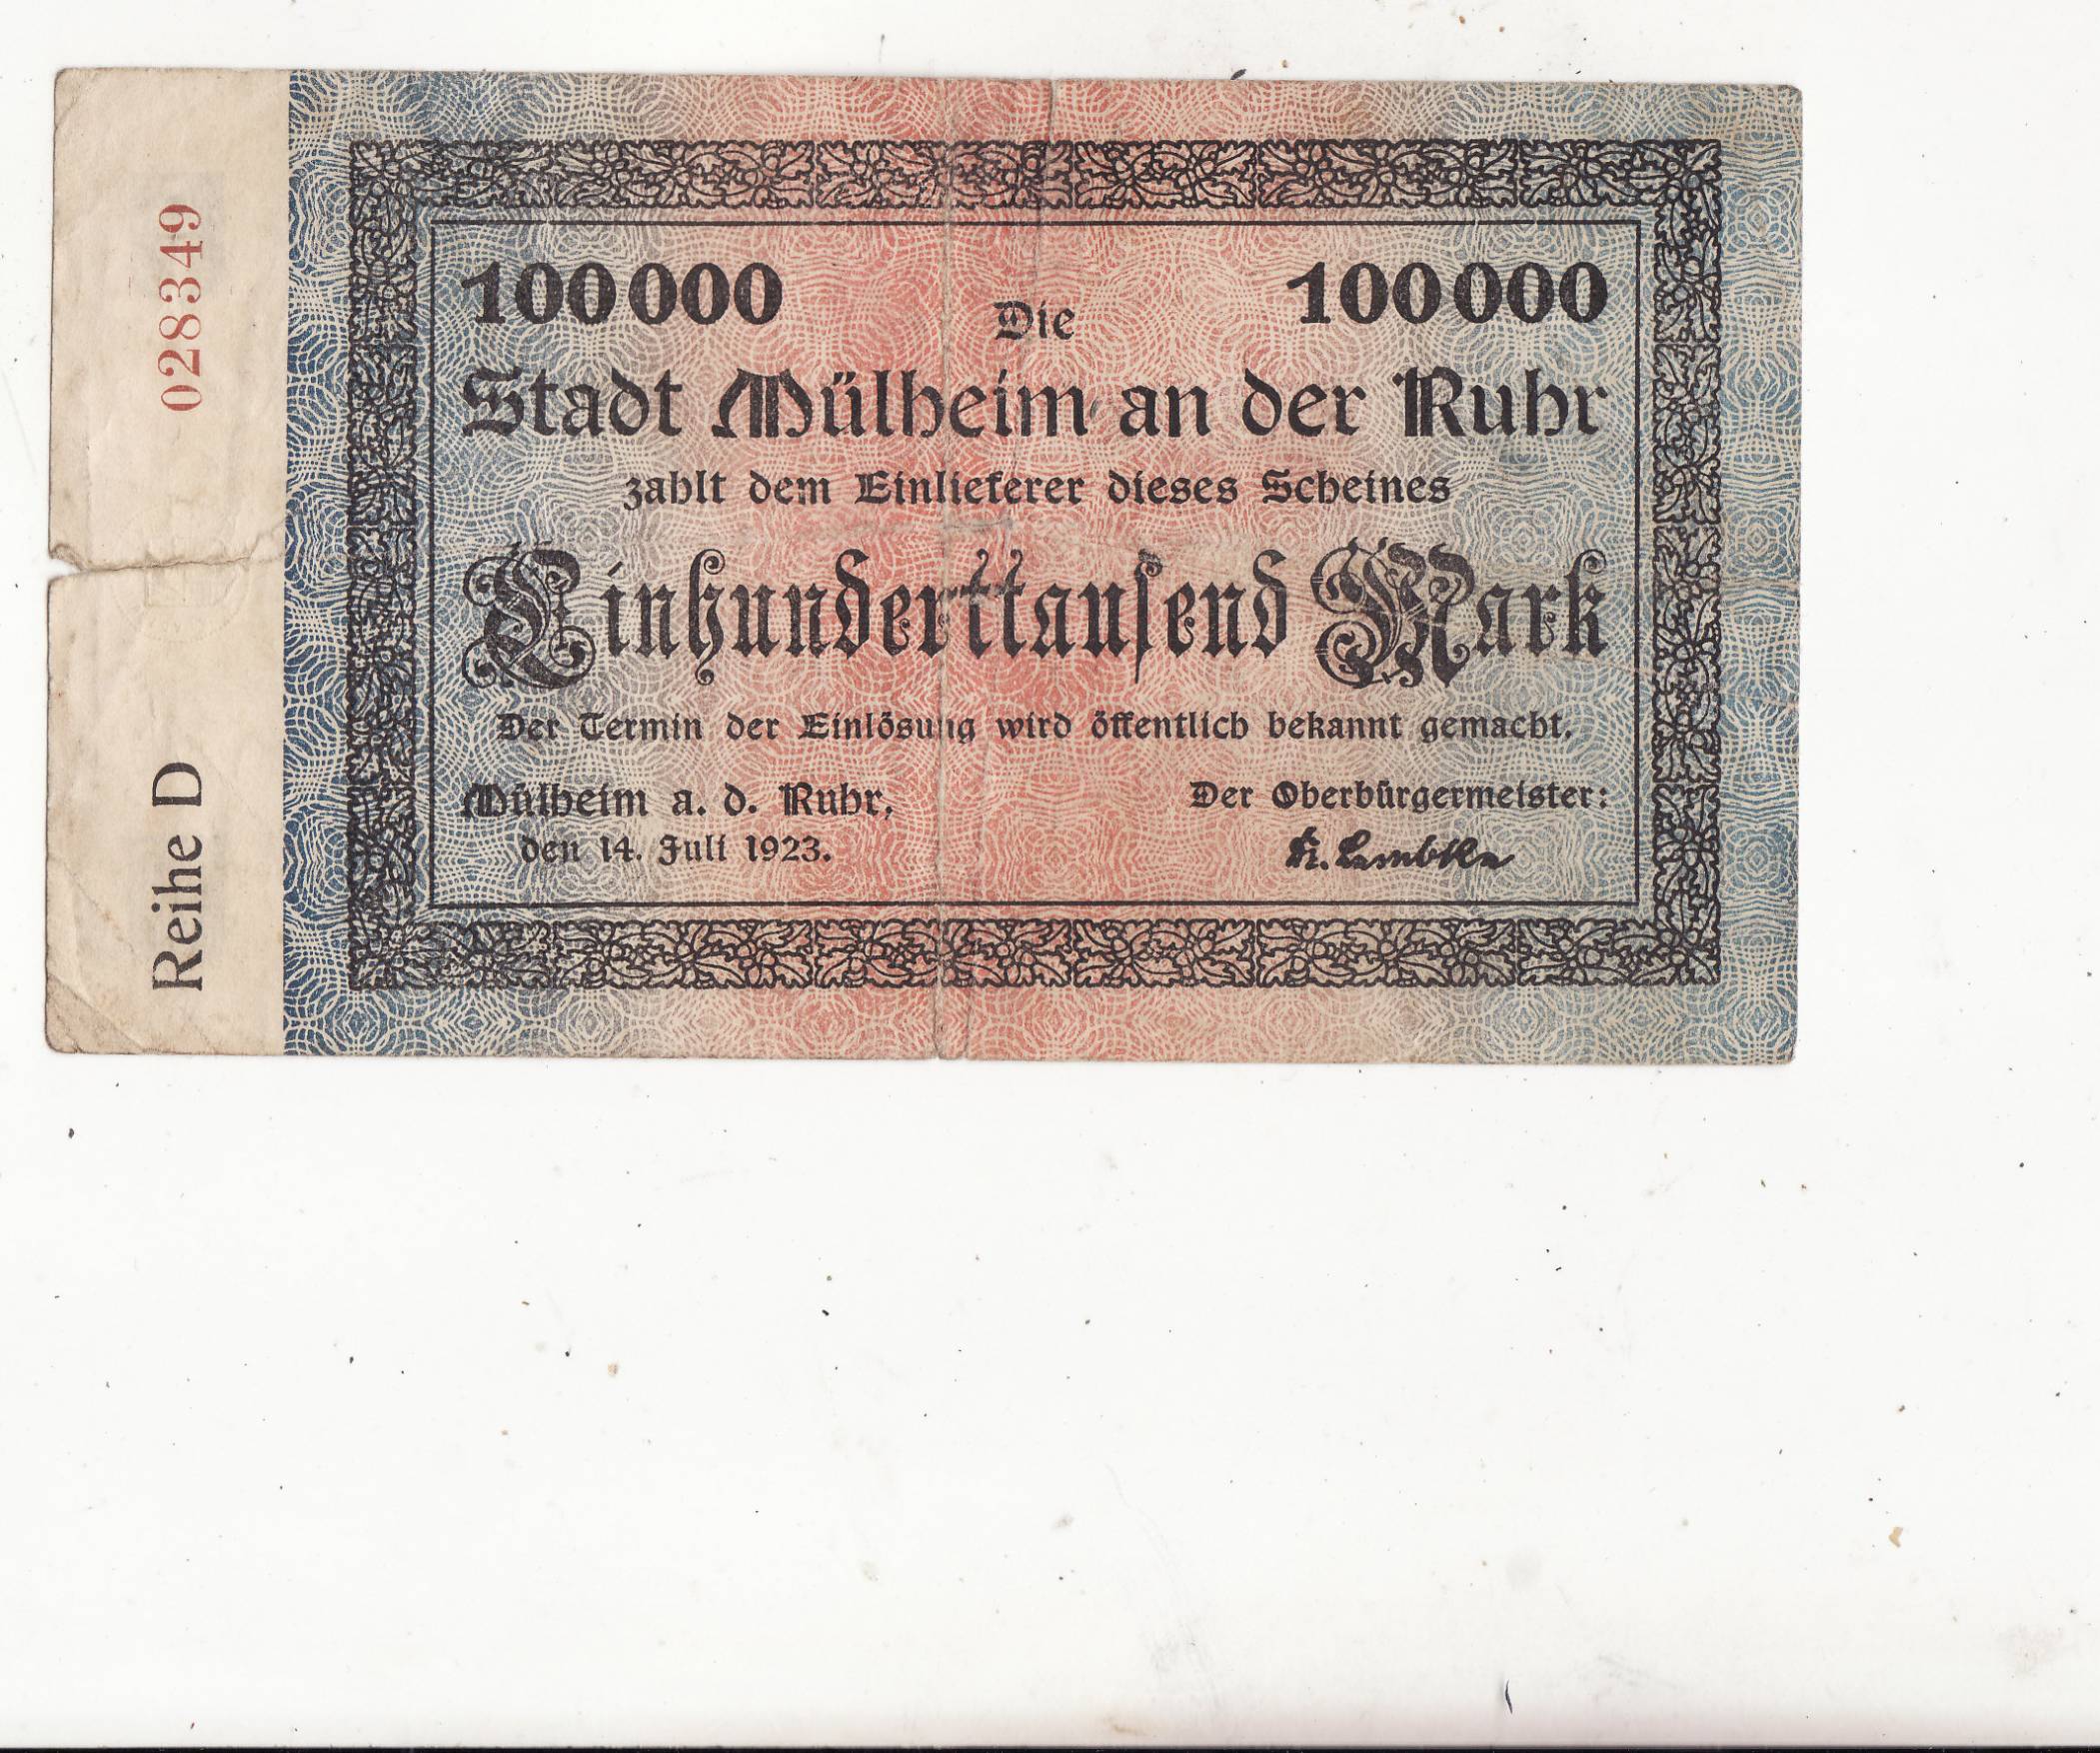 028349
Reihe D
100000
100000
Die
Stadt Mülheim an der Ruhr
zahlt dem Einlieferer dieses Scheines
Einhunderttausend Mark
Der Termin der Einlösung wird öffentlich bekannt gemacht.
Mülheim a. d. Ruhr,
den 14. Juli 1923.
Der Oberbürgermeister: